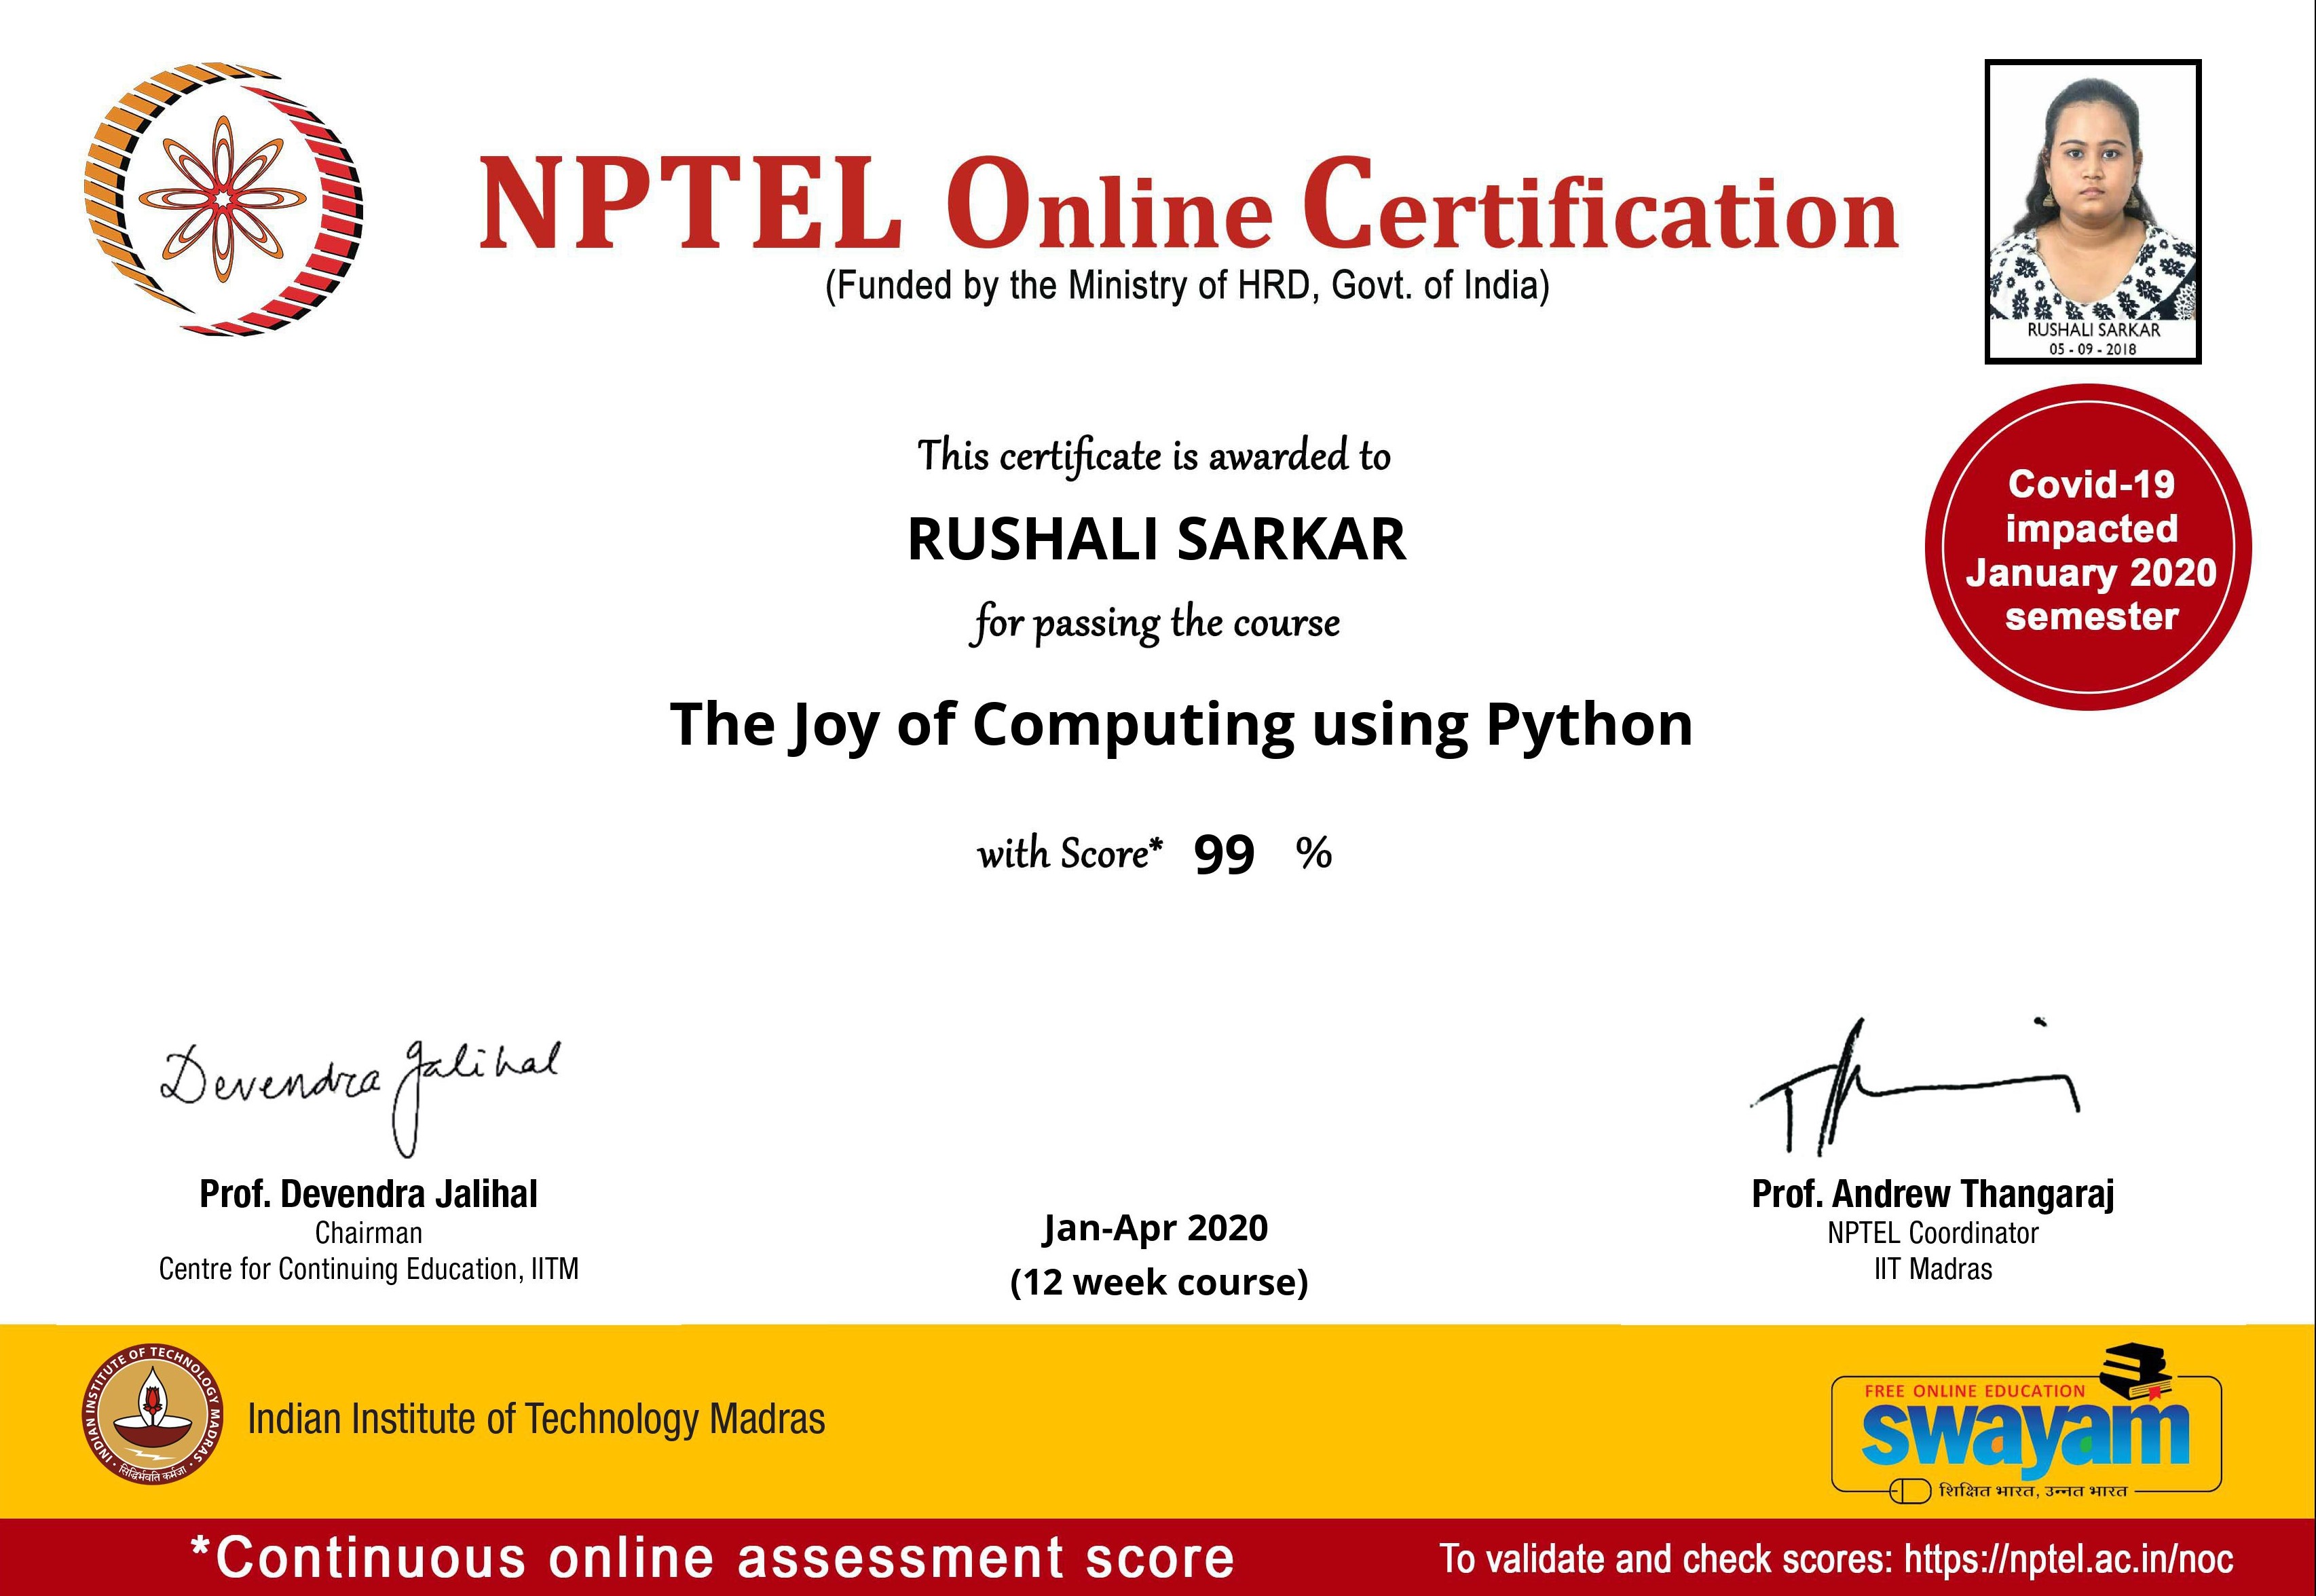 NPTEL Online Certification
(Funded by the Ministry of HRD, Govt. of India)
RUSHALI SARKAR
05 - 09 - 2018
This certificate is awarded to
RUSHALI SARKAR
for passing the course
The Joy of Computing using Python
with Score* 99 %
Covid-19
impacted
January 2020
semester
Devendra Jalihal
Prof. Devendra Jalihal
Chairman
Centre for Continuing Education, IITM
Jan-Apr 2020
(12 week course)
Prof. Andrew Thangaraj
NPTEL Coordinator
IIT Madras
INDIAN INSTITUTE OF TECHNOLOGY MADRAS
सिद्धिर्भवति कर्मजा
Indian Institute of Technology Madras
FREE ONLINE EDUCATION
swayam
शिक्षित भारत, उन्नत भारत
*Continuous online assessment score
To validate and check scores: https://nptel.ac.in/noc